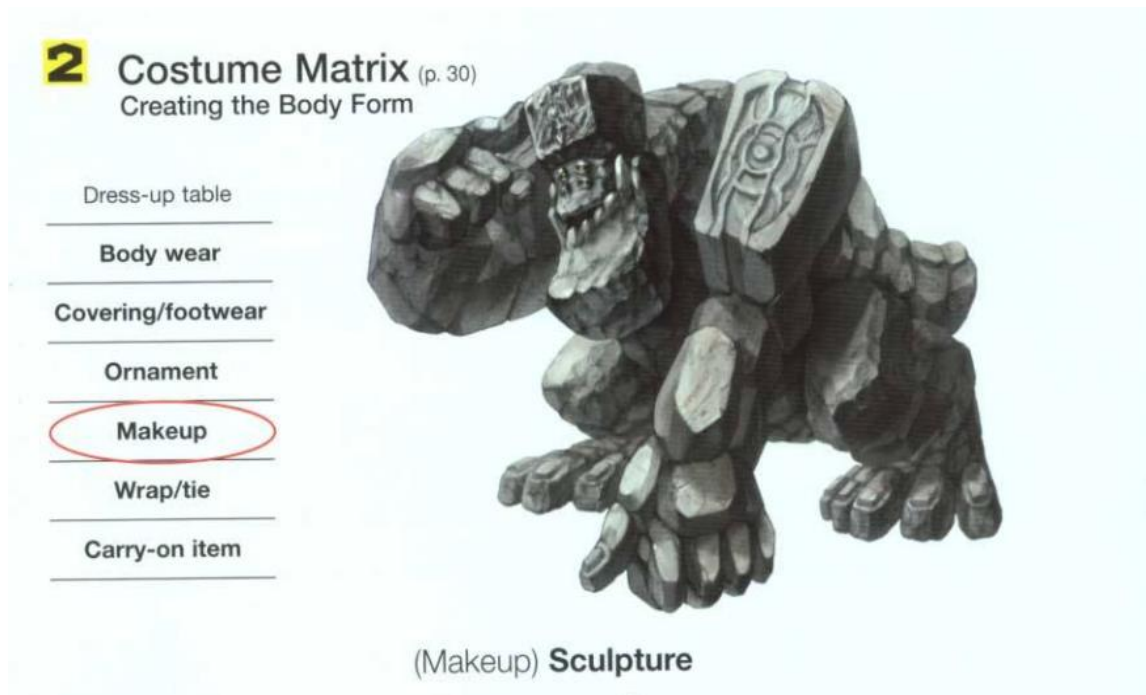 2 Costume Matrix (p. 30)
Creating the Body Form
Dress-up table
Body wear
Covering/footwear
Ornament
Makeup
Wrap/tie
Carry-on item
(Makeup) Sculpture